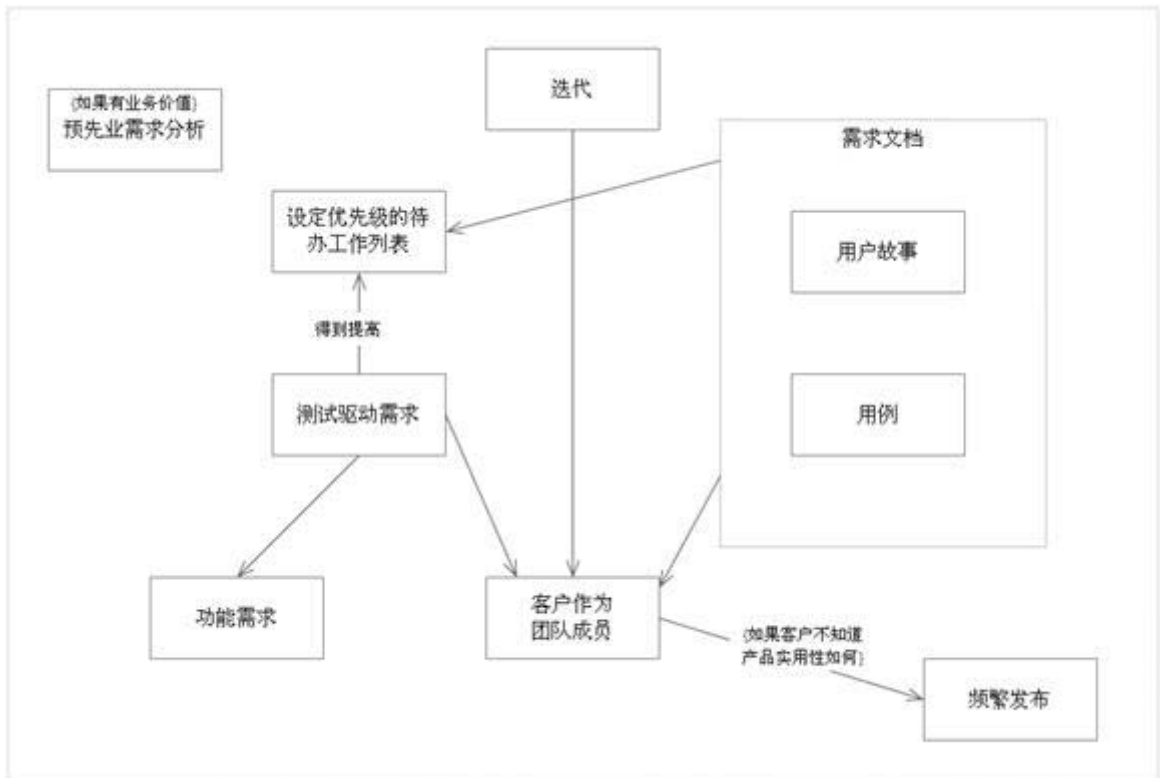 迭代
(如果有业务价值)
预先业需求分析
需求文档
设定优先级的待
办工作列表
用户故事
得到提高
测试驱动需求
用例
功能需求
客户作为
团队成员
(如果客户不知道
产品实用性如何)
频繁发布